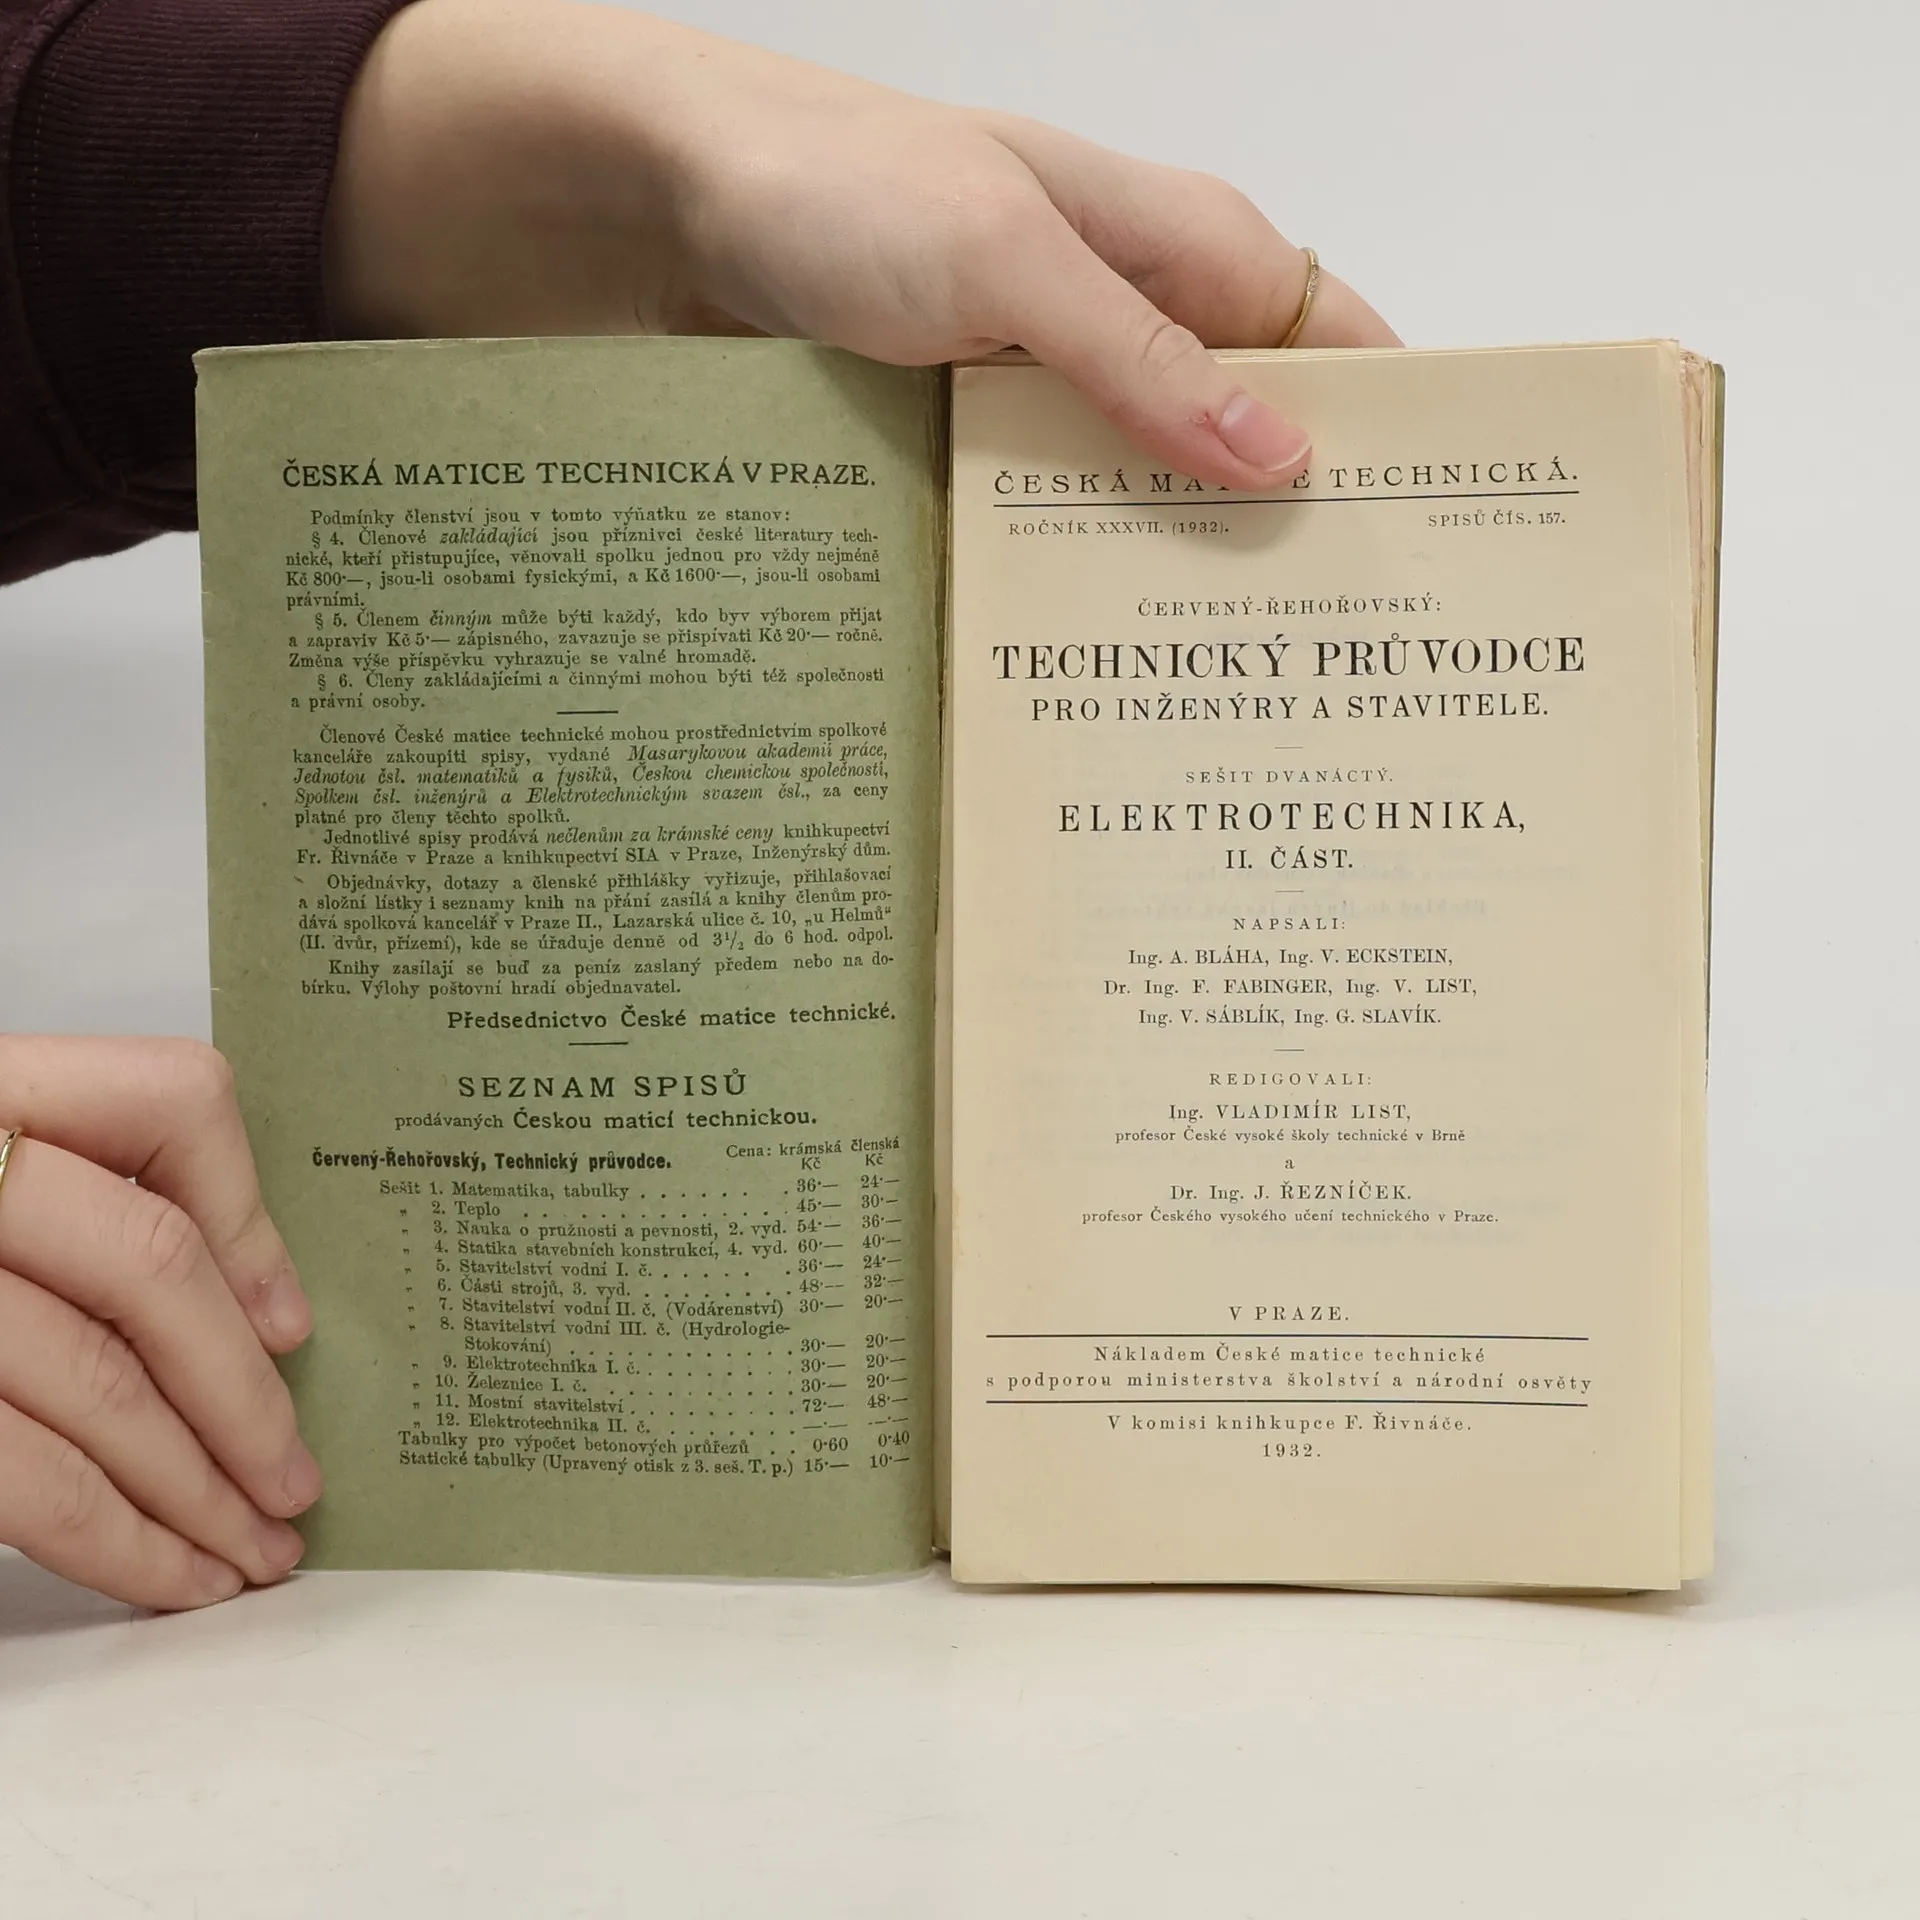 ČESKÁ MATICE TECHNICKÁ V PRAZE.
Podmínky členství jsou v tomto výňatku ze stanov:
§ 4. Členové zakládající jsou příznivci české literatury tech-
nické, kteří přistupujíce, věnovali spolku jednou pro vždy nejméně
Kč 800·—, jsou-li osobami fysickými, a Kč 1600·—, jsou-li osobami
právními.
§ 5. Členem činným může býti každý, kdo byv výborem přijat
a zapraviv Kč 5·— zápisného, zavazuje se přispívati Kč 20·— ročně.
Změna výše příspěvku vyhrazuje se valné hromadě.
§ 6. Členy zakládajícími a činnými mohou býti též společnosti
a právní osoby.
Členové České matice technické mohou prostřednictvím spolkové
kanceláře zakoupiti spisy, vydané Masarykovou akademií práce,
Jednotou čsl. matematiků a fysiků, Českou chemickou společností,
Spolkem čsl. inženýrů a Elektrotechnickým svazem čsl., za ceny
platné pro členy těchto spolků.
Jednotlivé spisy prodává nečlenům za krámské ceny knihkupectví
Fr. Řivnáče v Praze a knihkupectví SIA v Praze, Inženýrský dům.
Objednávky, dotazy a členské přihlášky vyřizuje, přihlašovací
a složní lístky i seznamy knih na přání zasílá a knihy členům pro-
dává spolková kancelář v Praze II., Lazarská ulice č. 10, „u Helmů“
(II. dvůr, přízemí), kde se úřaduje denně od 3½ do 6 hod. odpol.
Knihy zasílají se buď za peníz zaslaný předem nebo na do-
bírku. Výlohy poštovní hradí objednavatel.
Předsednictvo České matice technické.
SEZNAM SPISŮ
prodávaných Českou maticí technickou.
Červený-Řehořovský, Technický průvodce. Cena: krámská členská
Kč Kč
Sešit 1. Matematika, tabulky . . . . . . . 36·— 24·—
„ 2. Teplo . . . . . . . . . . . . . 45·— 30·—
„ 3. Nauka o pružnosti a pevnosti, 2. vyd. 54·— 36·—
„ 4. Statika stavebních konstrukcí, 4. vyd. 60·— 40·—
„ 5. Stavitelství vodní I. č. . . . . . . 36·— 24·—
„ 6. Části strojů, 3. vyd. . . . . . . . . 48·— 32·—
„ 7. Stavitelství vodní II. č. (Vodárenství) 30·— 20·—
„ 8. Stavitelství vodní III. č. (Hydrologie-
Stokování) . . . . . . . . . . . . 30·— 20·—
„ 9. Elektrotechnika I. č. . . . . . . . . 30·— 20·—
„ 10. Železnice I. č. . . . . . . . . . . 30·— 20·—
„ 11. Mostní stavitelství . . . . . . . . . 72·— 48·—
„ 12. Elektrotechnika II. č. . . . . . . . —·— —·—
Tabulky pro výpočet betonových průřezů . . 0·60 0·40
Statické tabulky (Upravený otisk z 3. seš. T. p.) 15·— 10·—
ČESKÁ MATICE TECHNICKÁ.
ROČNÍK XXXVII. (1932). SPISŮ ČÍS. 157.
ČERVENÝ-ŘEHOŘOVSKÝ:
TECHNICKÝ PRŮVODCE
PRO INŽENÝRY A STAVITELE.
SEŠIT DVANÁCTÝ.
ELEKTROTECHNIKA,
II. ČÁST.
NAPSALI:
Ing. A. BLÁHA, Ing. V. ECKSTEIN,
Dr. Ing. F. FABINGER, Ing. V. LIST,
Ing. V. SÁBLÍK, Ing. G. SLAVÍK.
REDIGOVALI:
Ing. VLADIMÍR LIST,
profesor České vysoké školy technické v Brně
a
Dr. Ing. J. ŘEZNÍČEK.
profesor Českého vysokého učení technického v Praze.
V PRAZE.
Nákladem České matice technické
s podporou ministerstva školství a národní osvěty
V komisi knihkupce F. Řivnáče.
1932.